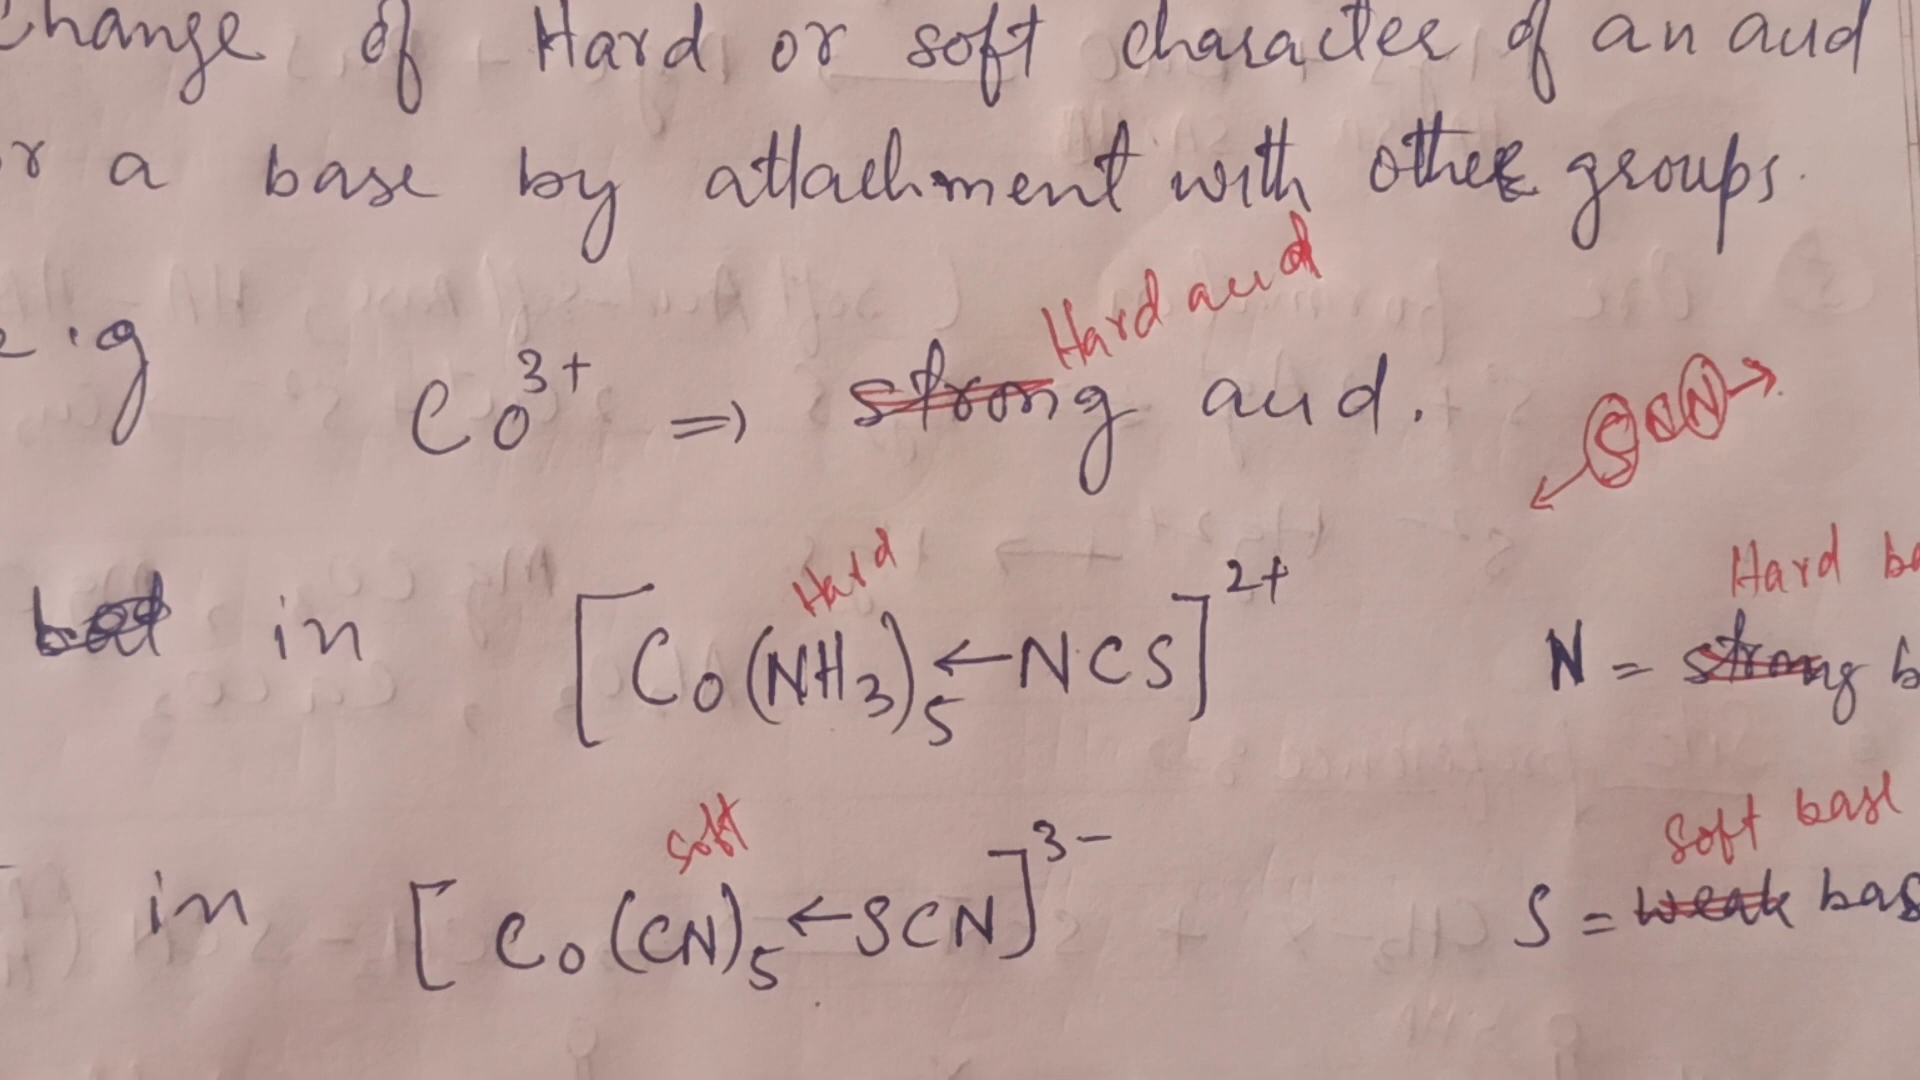 Change of Hard or soft character of an acid
or a base by attachment with other groups.
Hard acid
e.g Co³⁺ ⇒ strong acid.
SCN
Hard
in [Co(NH₃)₅←NCS]²⁺
Hard ba
N = strong b
soft
in [Co(CN)₅←SCN]³⁻
Soft base
S = weak bas